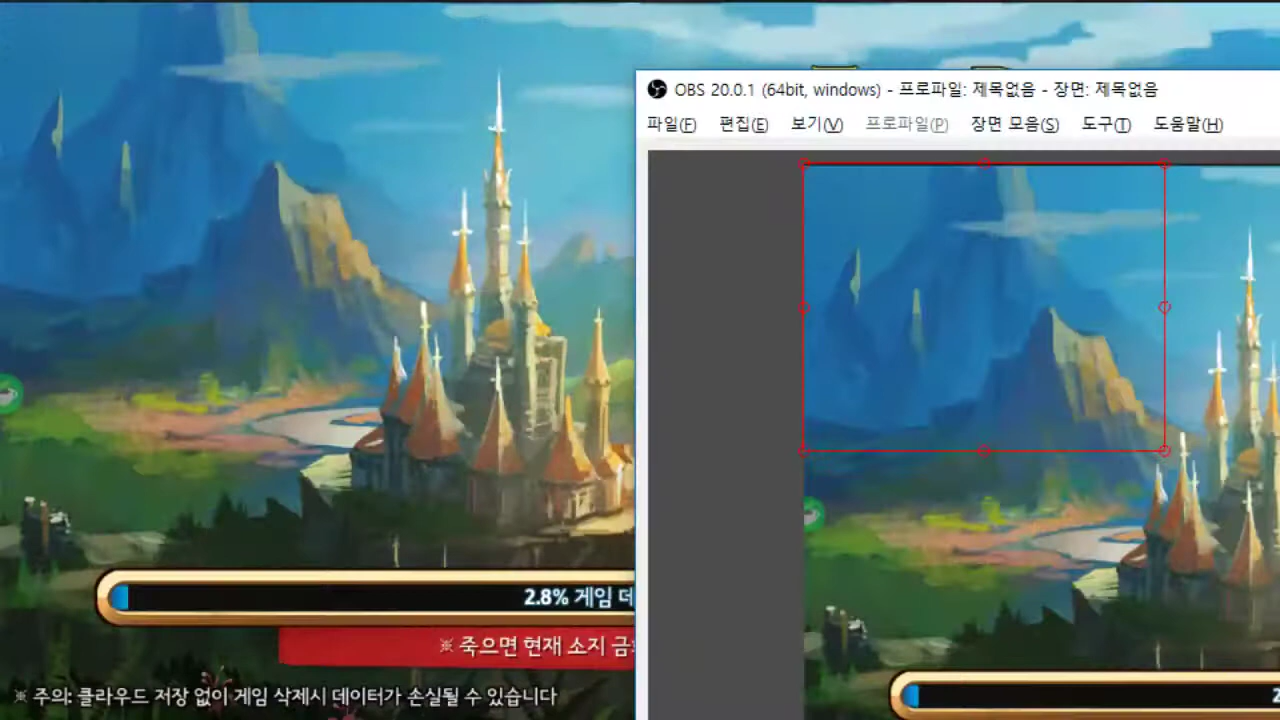 OBS 20.0.1 (64bit, windows) - 프로파일: 제목없음 - 장면: 제목없음
파일(F) 편집(E) 보기(V) 프로파일(P) 장면 모음(S) 도구(T) 도움말(H)
2.8% 게임 데
※ 죽으면 현재 소지 금
※ 주의: 클라우드 저장 없이 게임 삭제시 데이터가 손실될 수 있습니다